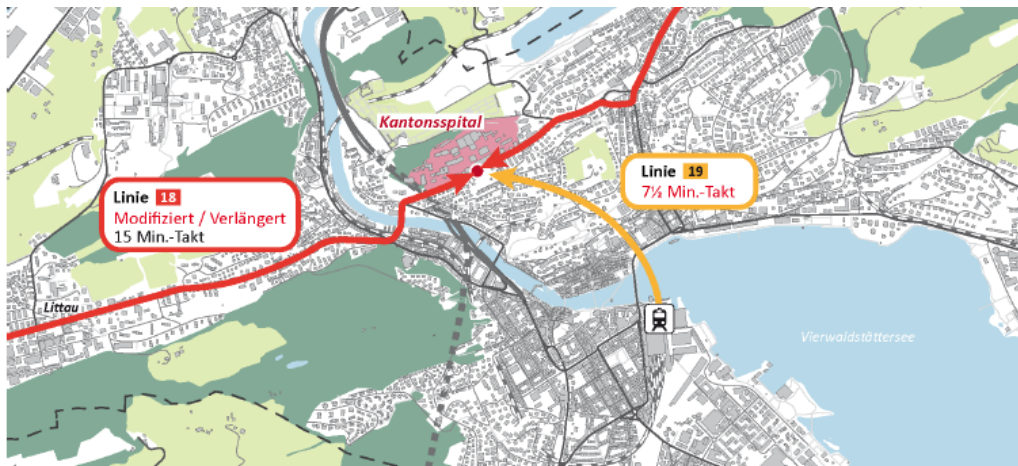 Kantonsspital
Linie 19
7½ Min.-Takt
Linie 18
Modifiziert / Verlängert
15 Min.-Takt
Littau
Vierwaldstättersee